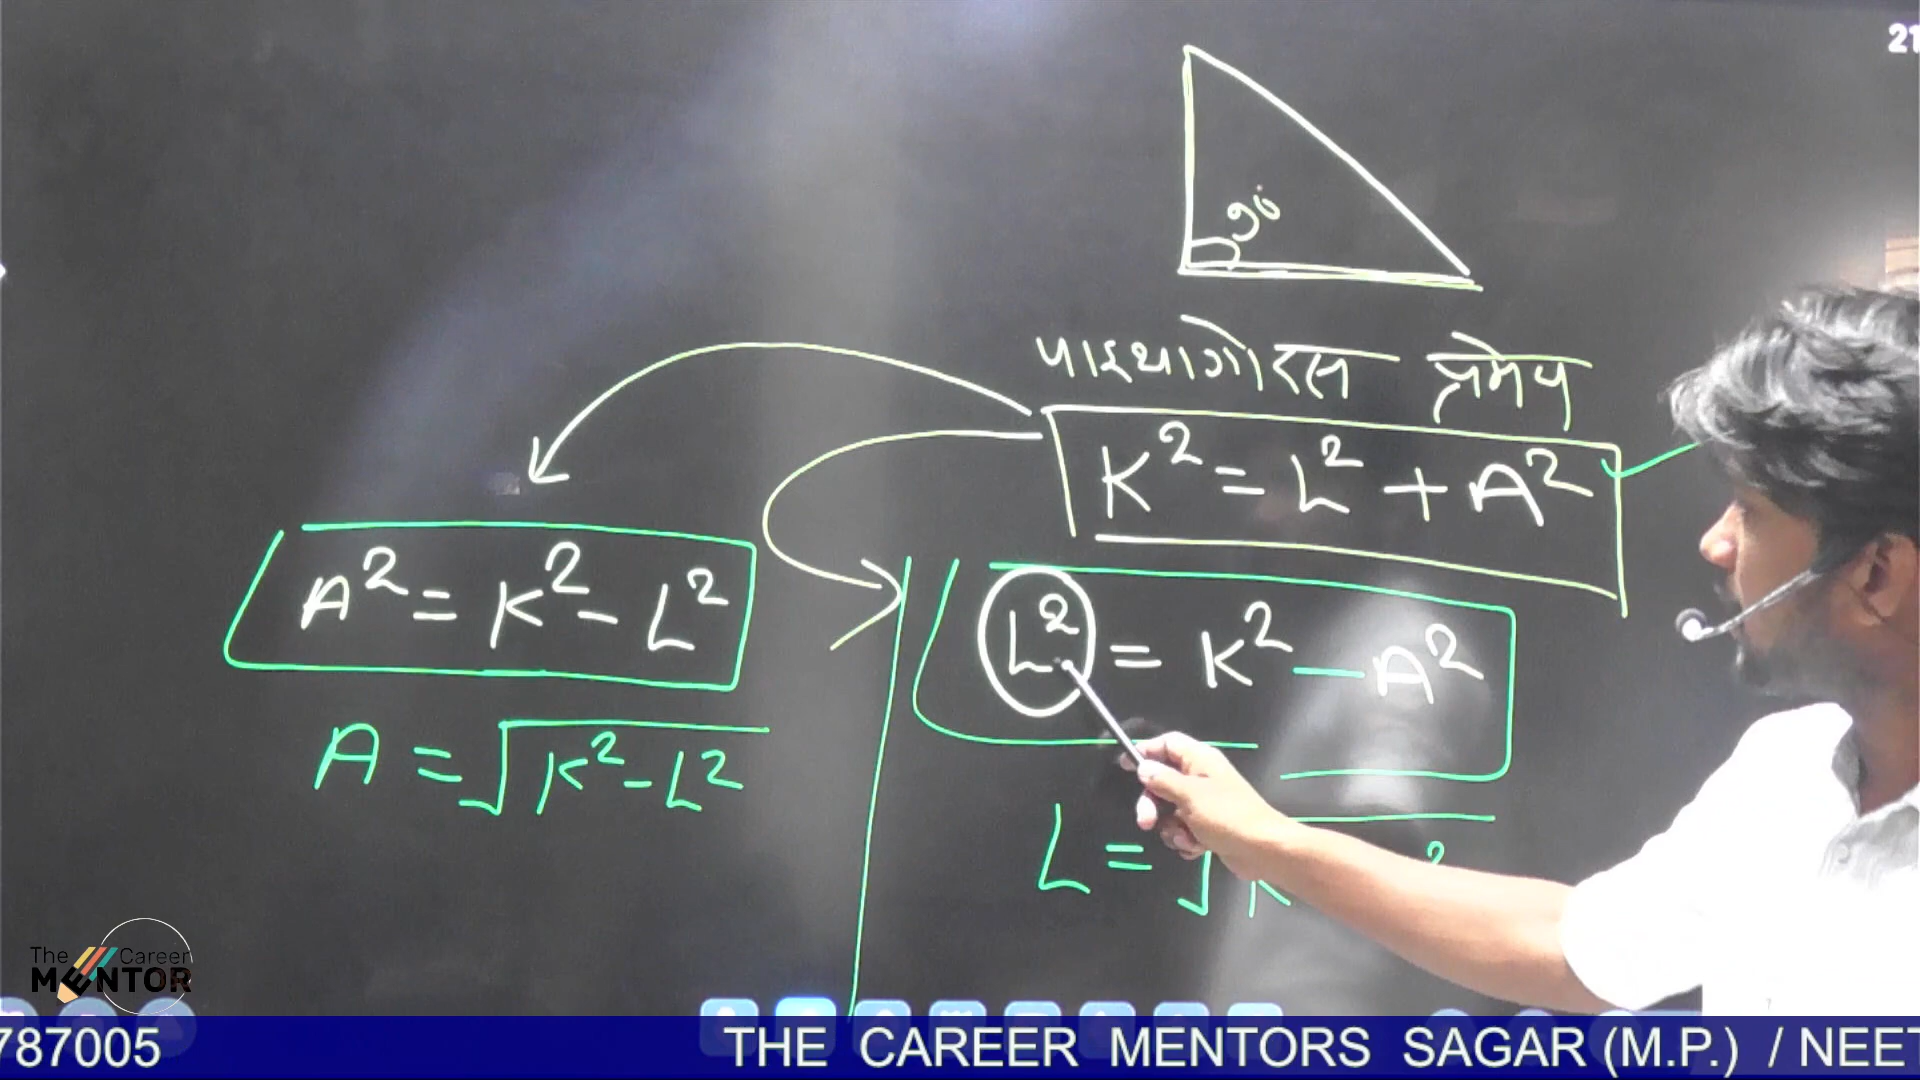 21
90°
पाइथागोरस प्रमेय
K² = L² + A²
A² = K² - L²
L² = K² - A²
A = √K² - L²
L = √K ²
The Career
MENTOR
787005 THE CAREER MENTORS SAGAR (M.P.) / NEET